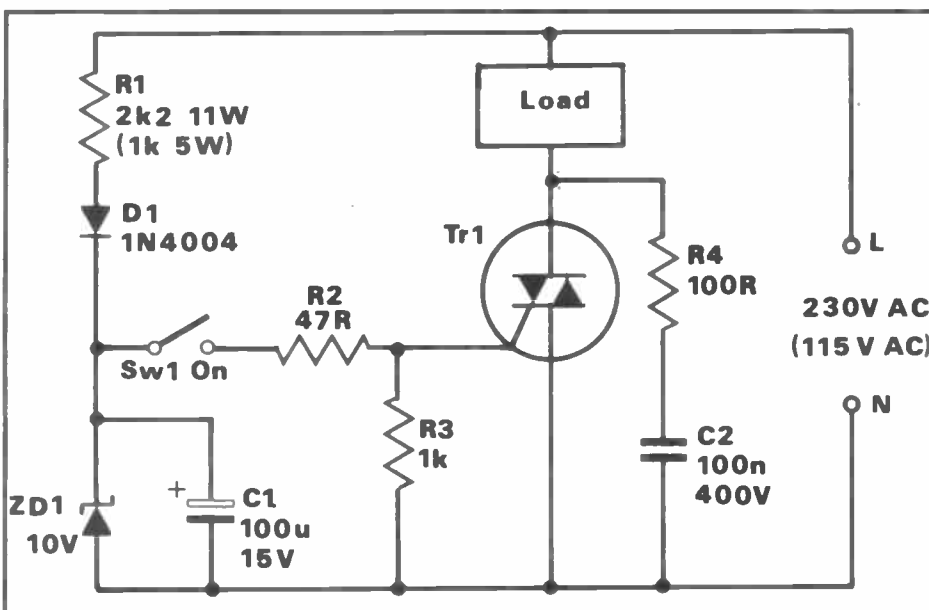 R1
2k2 11W
(1k 5W)
Load
D1
1N4004
Tr1
R4
100R
L
230V AC
(115 V AC)
N
R2
47R
Sw1 On
R3
1k
C2
100n
400V
ZD1
10V
+
C1
100u
15V